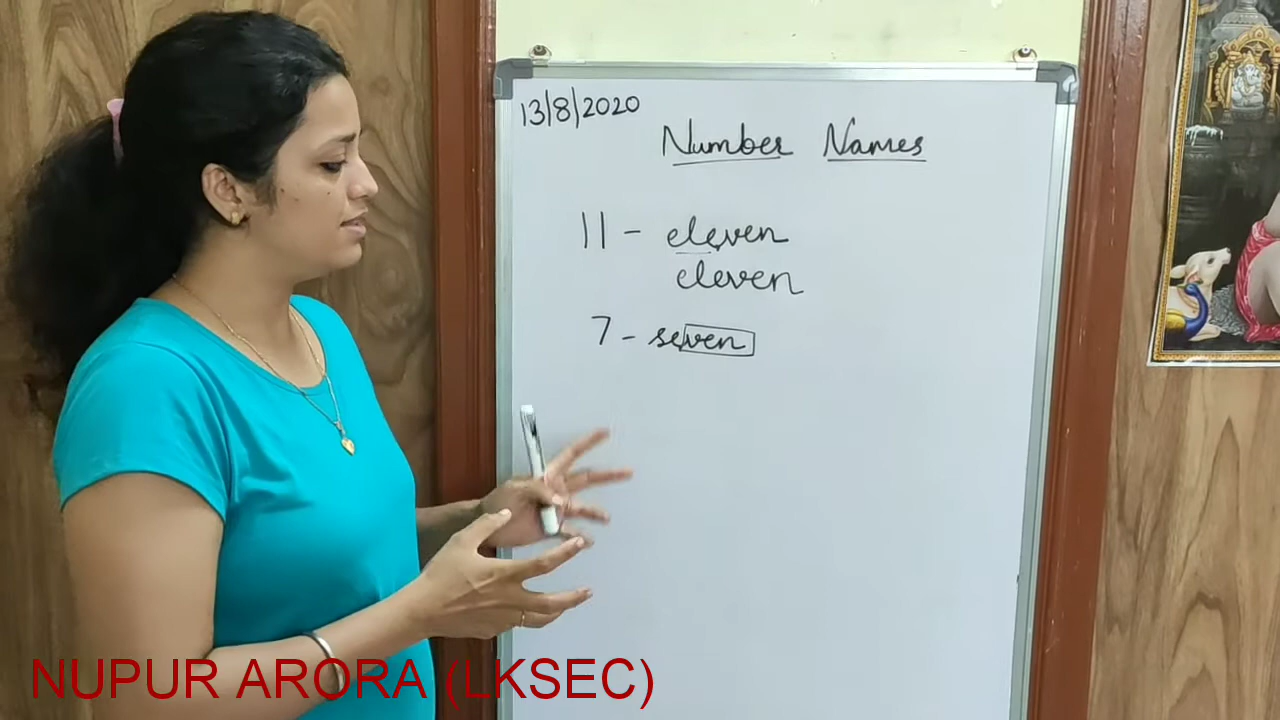 13/8/2020
Number Names
11 - eleven
eleven
7 - seven
NUPUR ARORA (LKSEC)